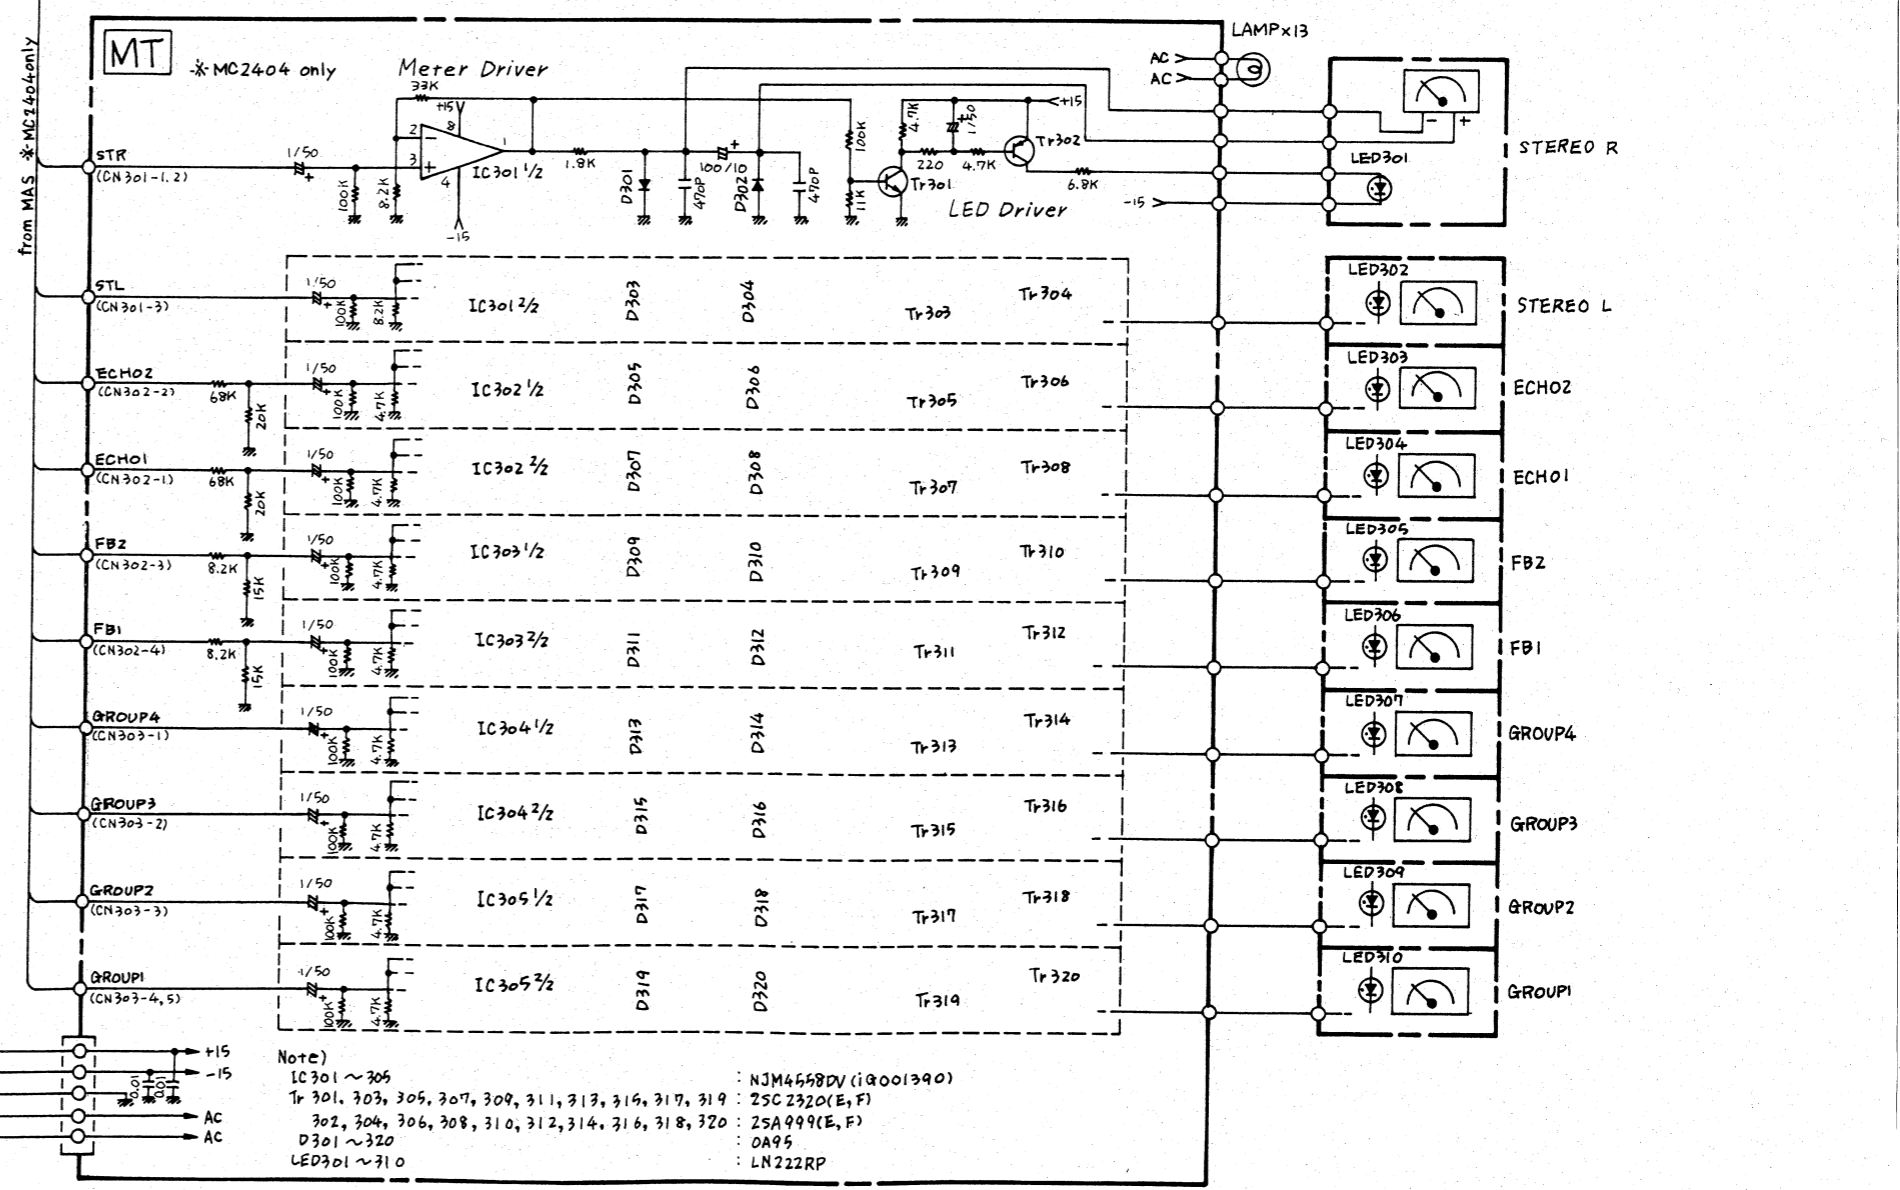 MT
-※-MC2404 only
Meter Driver
LAMP×13
AC
AC
from MAS ※-MC2404 only
33K
+15
8
2
-
3
+
4
1
IC301 1/2
-15
STR
(CN301-1,2)
1/50
+
100K
8.2K
1.8K
D301
470P
100/10
+
D302
470P
100K
11K
Tr301
4.7K
220
1/50
+
4.7K
Tr302
+15
6.8K
LED Driver
-15
-
+
LED301
STEREO R
STL
(CN301-3)
1/50
+
100K
8.2K
IC301 2/2
D303
D304
Tr303
Tr304
LED302
STEREO L
ECHO2
(CN302-2)
68K
20K
1/50
+
100K
4.7K
IC302 1/2
D305
D306
Tr305
Tr306
LED303
ECHO2
ECHO1
(CN302-1)
68K
20K
1/50
+
100K
4.7K
IC302 2/2
D307
D308
Tr307
Tr308
LED304
ECHO1
FB2
(CN302-3)
8.2K
15K
1/50
+
100K
4.7K
IC303 1/2
D309
D310
Tr309
Tr310
LED305
FB2
FB1
(CN302-4)
8.2K
15K
1/50
+
100K
4.7K
IC303 2/2
D311
D312
Tr311
Tr312
LED306
FB1
GROUP4
(CN303-1)
1/50
+
100K
4.7K
IC304 1/2
D313
D314
Tr313
Tr314
LED307
GROUP4
GROUP3
(CN303-2)
1/50
+
100K
4.7K
IC304 2/2
D315
D316
Tr315
Tr316
LED308
GROUP3
GROUP2
(CN303-3)
1/50
+
100K
4.7K
IC305 1/2
D317
D318
Tr317
Tr318
LED309
GROUP2
GROUP1
(CN303-4,5)
1/50
+
100K
4.7K
IC305 2/2
D319
D320
Tr319
Tr320
LED310
GROUP1
+15
-15
0.01
0.01
AC
AC
Note)
IC301~305 : NJM4558DV (iG001390)
Tr 301, 303, 305, 307, 309, 311, 313, 315, 317, 319 : 2SC2320(E,F)
302, 304, 306, 308, 310, 312, 314, 316, 318, 320 : 2SA999(E,F)
D301~320 : OA95
LED301~310 : LN222RP